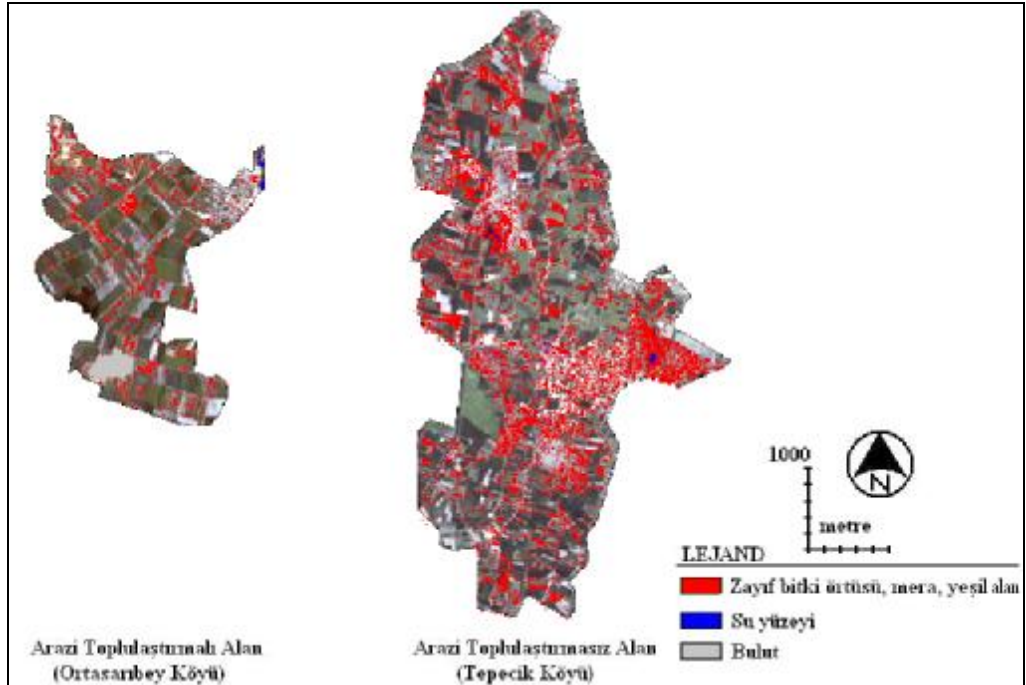 1000
N
metre
LEJAND
Zayıf bitki örtüsü, mera, yeşil alan
Su yüzeyi
Bulut
Arazi Toplulaştırmalı Alan
(Ortasarıbey Köyü)
Arazi Toplulaştırmasız Alan
(Tepecik Köyü)